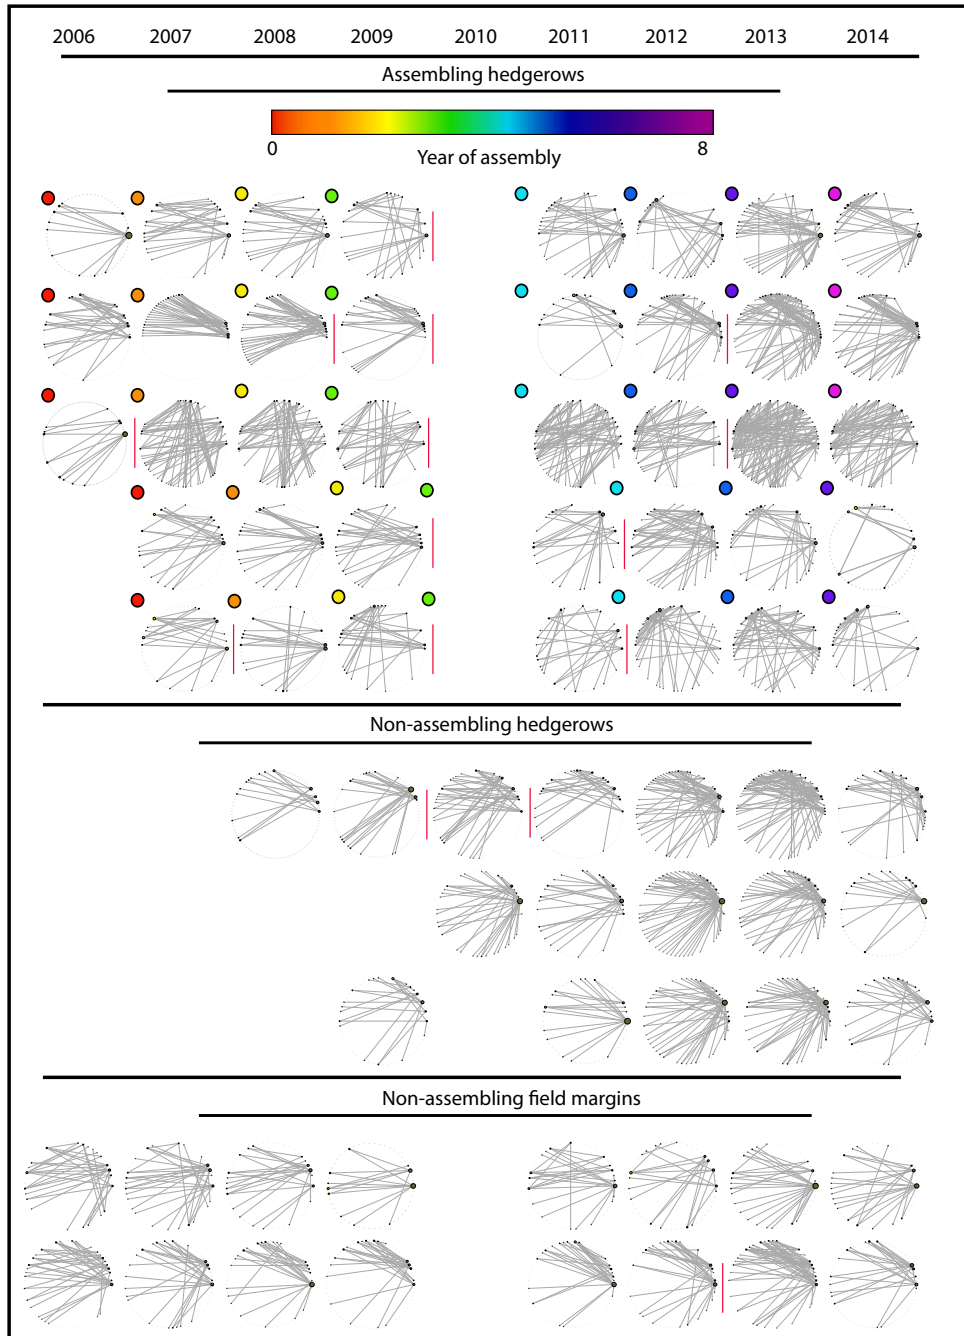 2006 2007 2008 2009 2010 2011 2012 2013 2014
Assembling hedgerows
0 8
Year of assembly
Non-assembling hedgerows
Non-assembling field margins